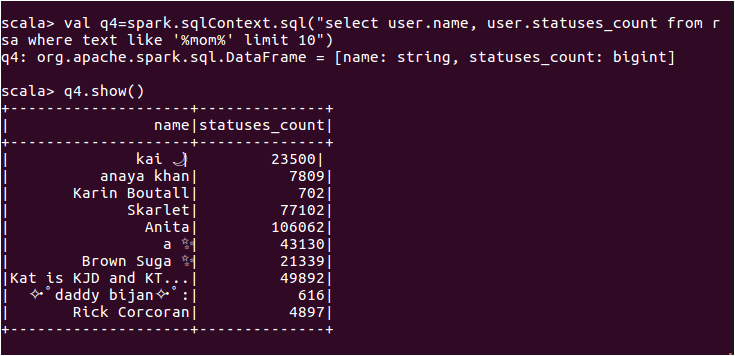 scala> val q4=spark.sqlContext.sql("select user.name, user.statuses_count from r
sa where text like '%mom%' limit 10")
q4: org.apache.spark.sql.DataFrame = [name: string, statuses_count: bigint]
scala> q4.show()
+--------------------+--------------+
|                name|statuses_count|
+--------------------+--------------+
|               kai 🌙|         23500|
|          anaya khan|          7809|
|       Karin Boutall|           702|
|             Skarlet|         77102|
|               Anita|        106062|
|                 a ✨|         43130|
|        Brown Suga ✨|         21339|
|Kat is KJD and KT...|         49892|
|  ✧･ﾟdaddy bijan✧･ﾟ:|           616|
|       Rick Corcoran|          4897|
+--------------------+--------------+